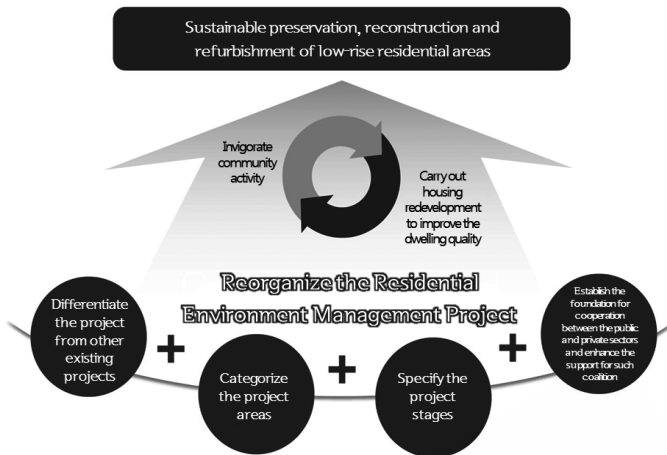 Sustainable preservation, reconstruction and
refurbishment of low-rise residential areas
Invigorate
community
activity
Carry out
housing
redevelopment
to improve the
dwelling quality
Reorganize the Residential
Environment Management Project
Differentiate
the project
from other
existing
projects
+
Categorize
the project
areas
+
Specify the
project
stages
+
Establish the
foundation for
cooperation
between the public
and private sectors
and enhance the
support for such
coalition